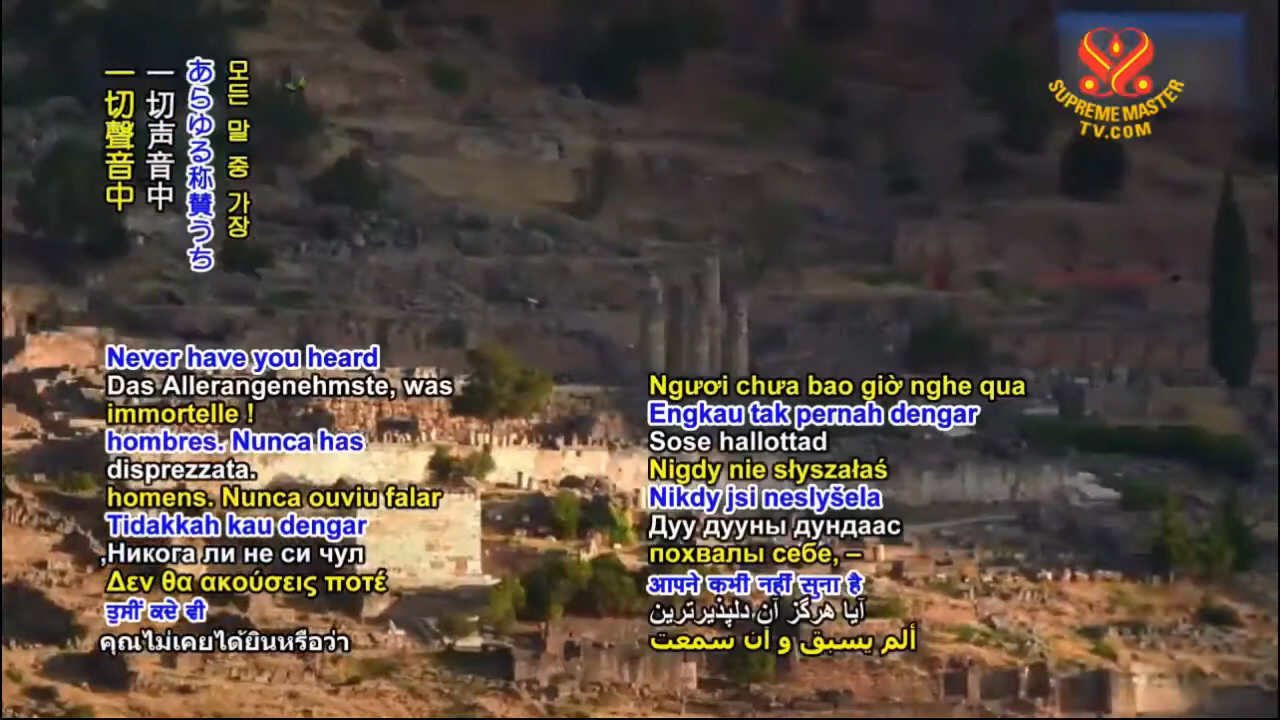 一切聲音中
一切声音中
あらゆる称賛うち
모든 말 중 가장
SUPREME MASTER
TV.COM
Never have you heard
Das Allerangenehmste, was
immortelle !
hombres. Nunca has
disprezzata.
homens. Nunca ouviu falar
Tidakkah kau dengar
,Никога ли не си чул
Δεν θα ακούσεις ποτέ
ਤੁਸੀਂ ਕਦੇ ਵੀ
คุณไม่เคยได้ยินหรือว่า
Ngươi chưa bao giờ nghe qua
Engkau tak pernah dengar
Sose hallottad
Nigdy nie słyszałaś
Nikdy jsi neslyšela
Дуу дууны дундаас
похвалы себе, –
आपने कभी नहीं सुना है
آیا هرگز آن دلپذیرترین
ألم يسبق و أن سمعت